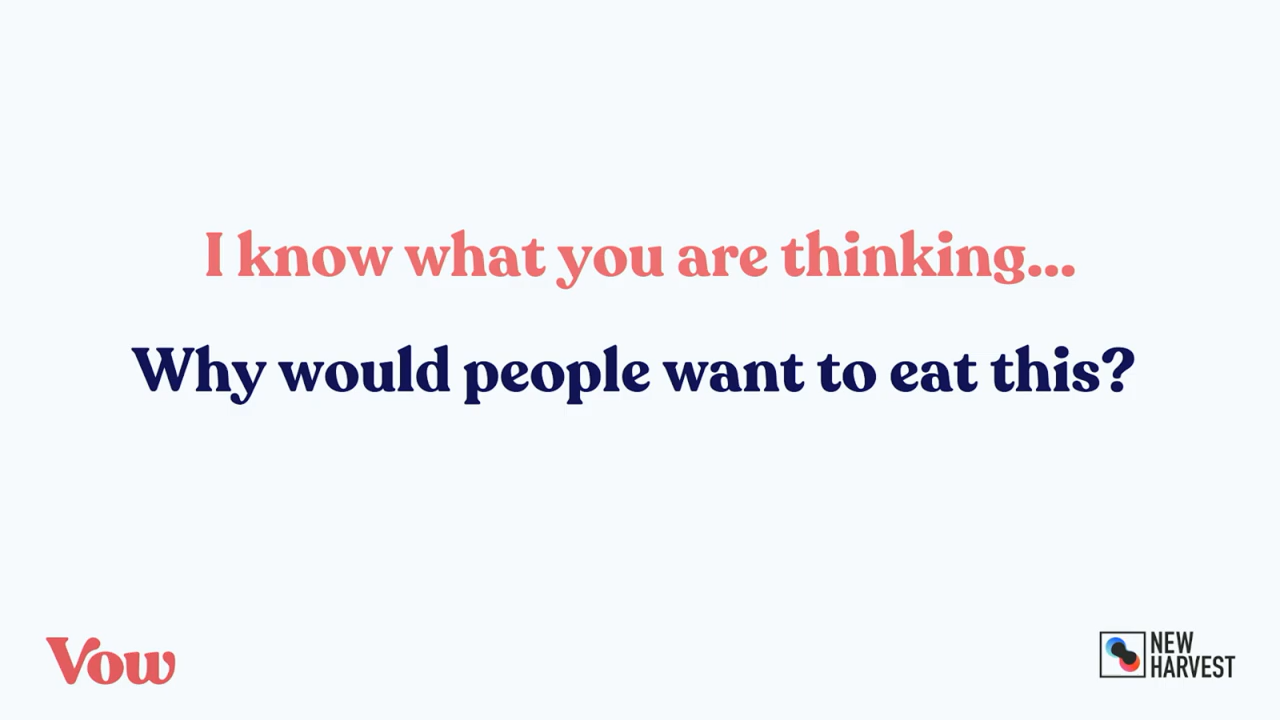 I know what you are thinking...
Why would people want to eat this?
Vow
NEW
HARVEST